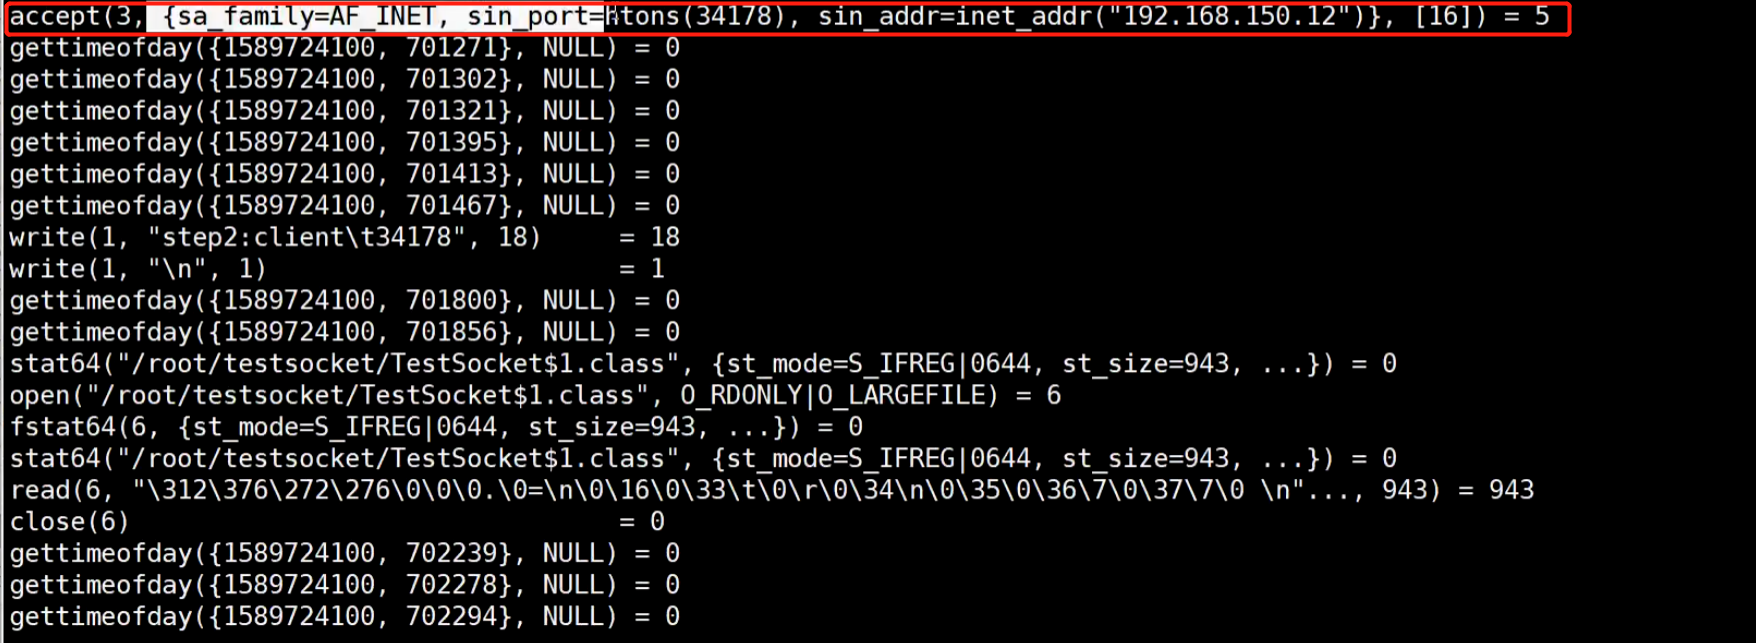 accept(3, {sa_family=AF_INET, sin_port=htons(34178), sin_addr=inet_addr("192.168.150.12")}, [16]) = 5
gettimeofday({1589724100, 701271}, NULL) = 0
gettimeofday({1589724100, 701302}, NULL) = 0
gettimeofday({1589724100, 701321}, NULL) = 0
gettimeofday({1589724100, 701395}, NULL) = 0
gettimeofday({1589724100, 701413}, NULL) = 0
gettimeofday({1589724100, 701467}, NULL) = 0
write(1, "step2:client\t34178", 18)     = 18
write(1, "\n", 1)                       = 1
gettimeofday({1589724100, 701800}, NULL) = 0
gettimeofday({1589724100, 701856}, NULL) = 0
stat64("/root/testsocket/TestSocket$1.class", {st_mode=S_IFREG|0644, st_size=943, ...}) = 0
open("/root/testsocket/TestSocket$1.class", O_RDONLY|O_LARGEFILE) = 6
fstat64(6, {st_mode=S_IFREG|0644, st_size=943, ...}) = 0
stat64("/root/testsocket/TestSocket$1.class", {st_mode=S_IFREG|0644, st_size=943, ...}) = 0
read(6, "\312\376\272\276\0\0\0.\0=\n\0\16\0\33\t\0\r\0\34\n\0\35\0\36\7\0\37\7\0 \n"..., 943) = 943
close(6)                                = 0
gettimeofday({1589724100, 702239}, NULL) = 0
gettimeofday({1589724100, 702278}, NULL) = 0
gettimeofday({1589724100, 702294}, NULL) = 0